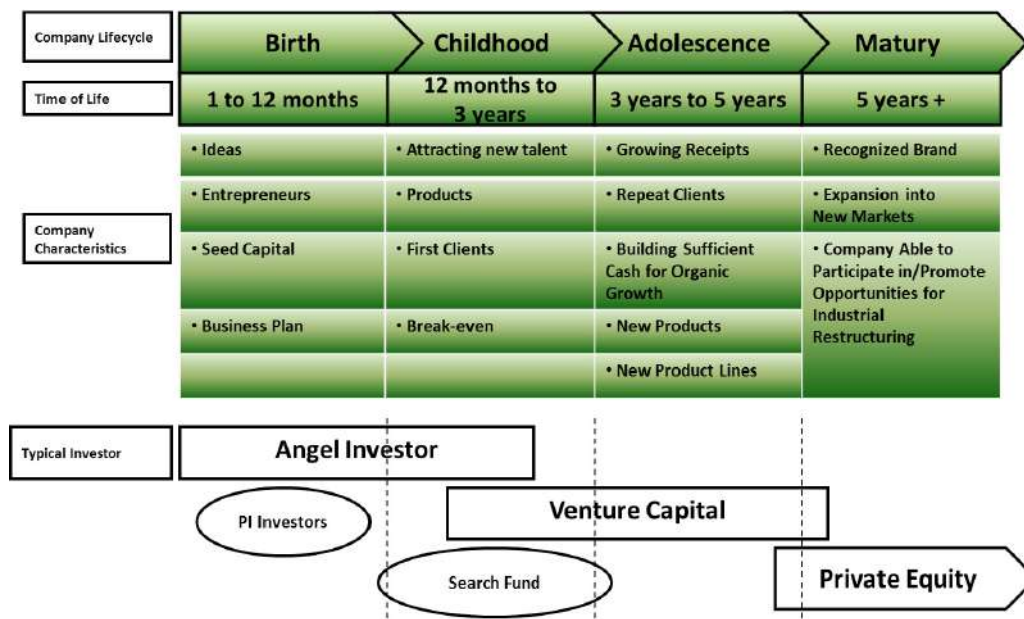 Company Lifecycle
Birth
Childhood
Adolescence
Matury
Time of Life
1 to 12 months
12 months to
3 years
3 years to 5 years
5 years +
Company
Characteristics
• Ideas
• Attracting new talent
• Growing Receipts
• Recognized Brand
• Entrepreneurs
• Products
• Repeat Clients
• Expansion into
New Markets
• Seed Capital
• First Clients
• Building Sufficient
Cash for Organic
Growth
• Company Able to
Participate in/Promote
Opportunities for
Industrial
Restructuring
• Business Plan
• Break-even
• New Products
• New Product Lines
Typical Investor
Angel Investor
PI Investors
Venture Capital
Search Fund
Private Equity